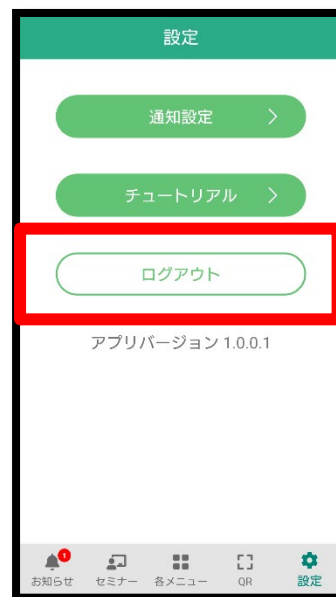 設定
通知設定
チュートリアル
ログアウト
アプリバージョン 1.0.0.1
1
お知らせ セミナー 各メニュー QR 設定